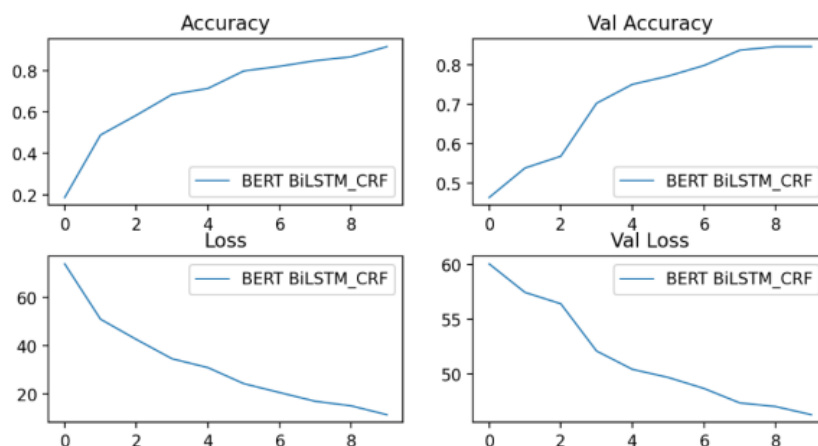 Accuracy
0.8
0.6
0.4
0.2
BERT BiLSTM_CRF
0 2 4 6 8
Val Accuracy
0.8
0.7
0.6
0.5
BERT BiLSTM_CRF
0 2 4 6 8
Loss
60
40
20
BERT BiLSTM_CRF
0 2 4 6 8
Val Loss
60
55
50
BERT BiLSTM_CRF
0 2 4 6 8